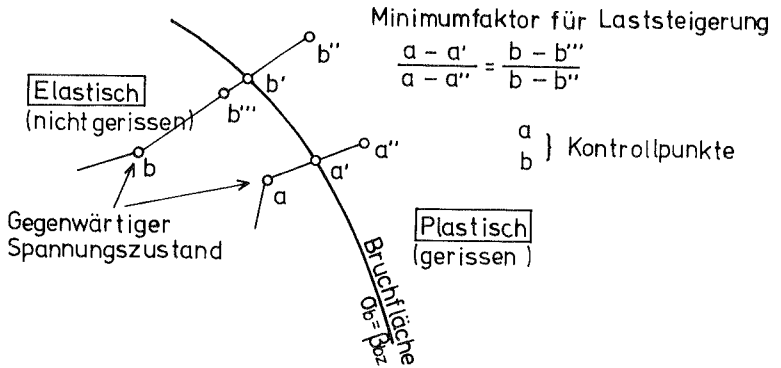 Minimumfaktor für Laststeigerung
a - a' / a - a'' = b - b''' / b - b''
b''
b'
b'''
Elastisch
(nicht gerissen)
b
a
b } Kontrollpunkte
a''
a'
a
Gegenwärtiger
Spannungszustand
Plastisch
(gerissen)
Bruchfläche
σb = βbz